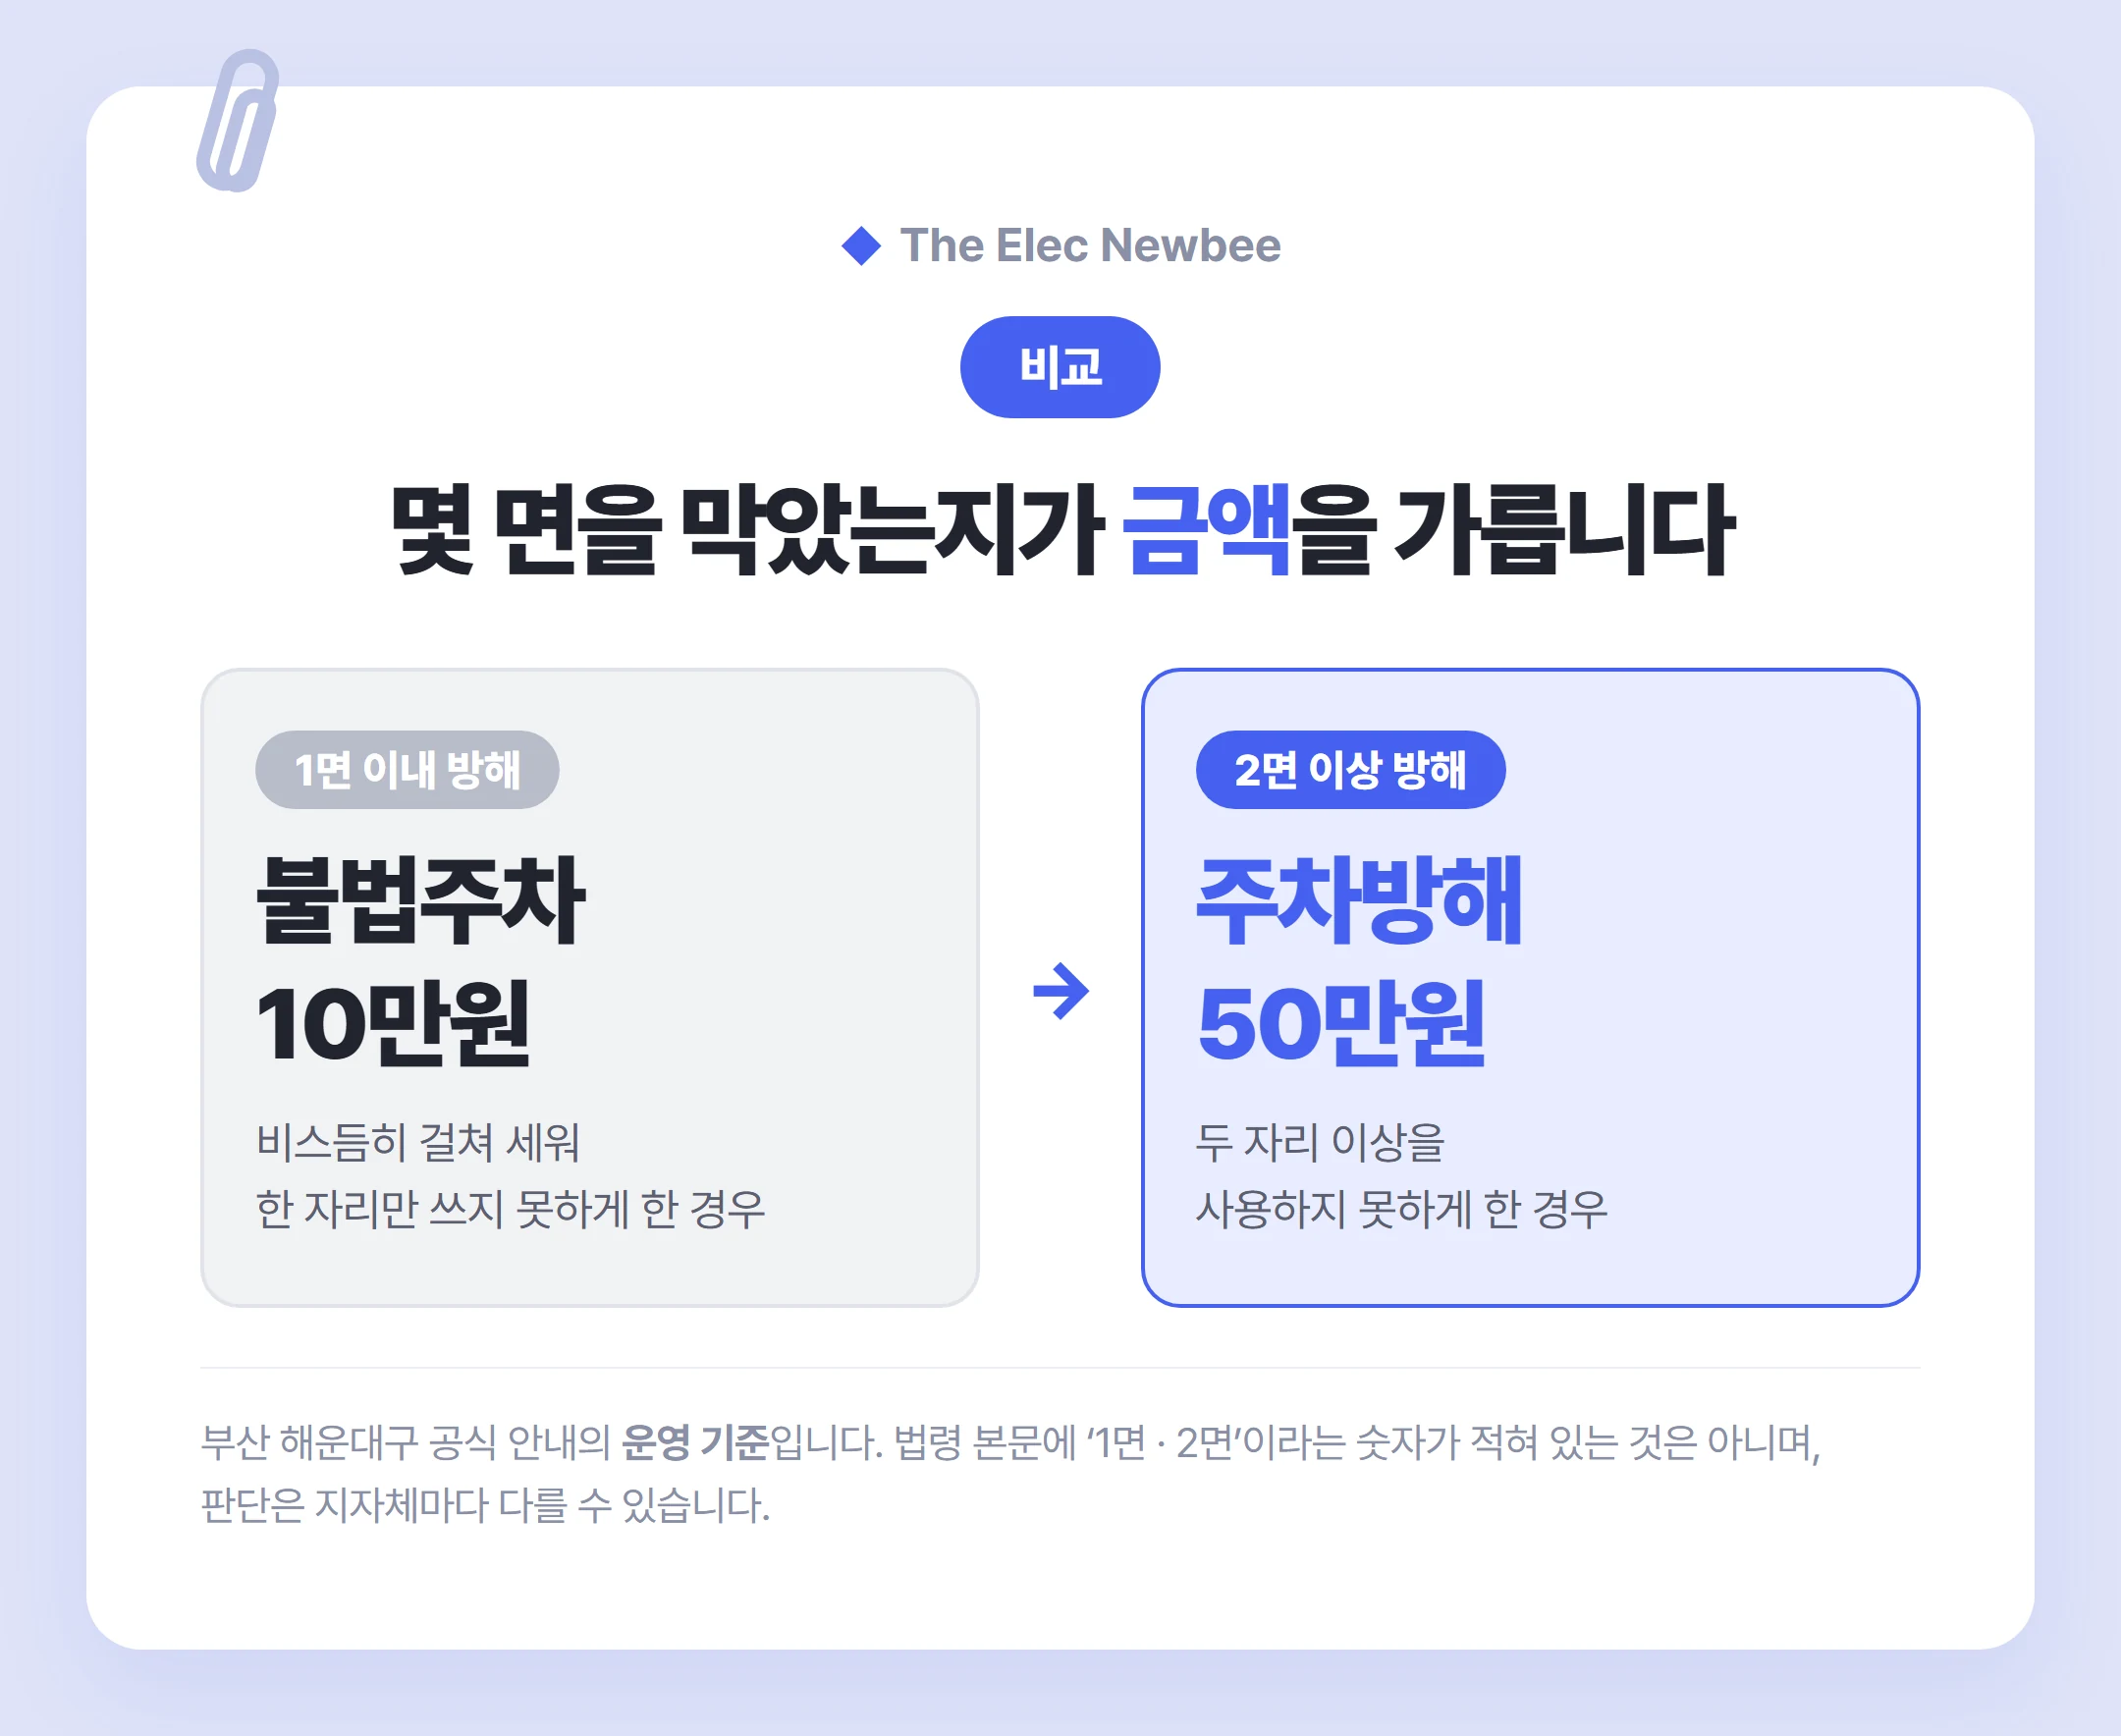 The Elec Newbee
비교
몇 면을 막았는지가 금액을 가릅니다
1면 이내 방해
불법주차
10만원
비스듬히 걸쳐 세워
한 자리만 쓰지 못하게 한 경우
→
2면 이상 방해
주차방해
50만원
두 자리 이상을
사용하지 못하게 한 경우
부산 해운대구 공식 안내의 운영 기준입니다. 법령 본문에 ‘1면 · 2면’이라는 숫자가 적혀 있는 것은 아니며,
판단은 지자체마다 다를 수 있습니다.